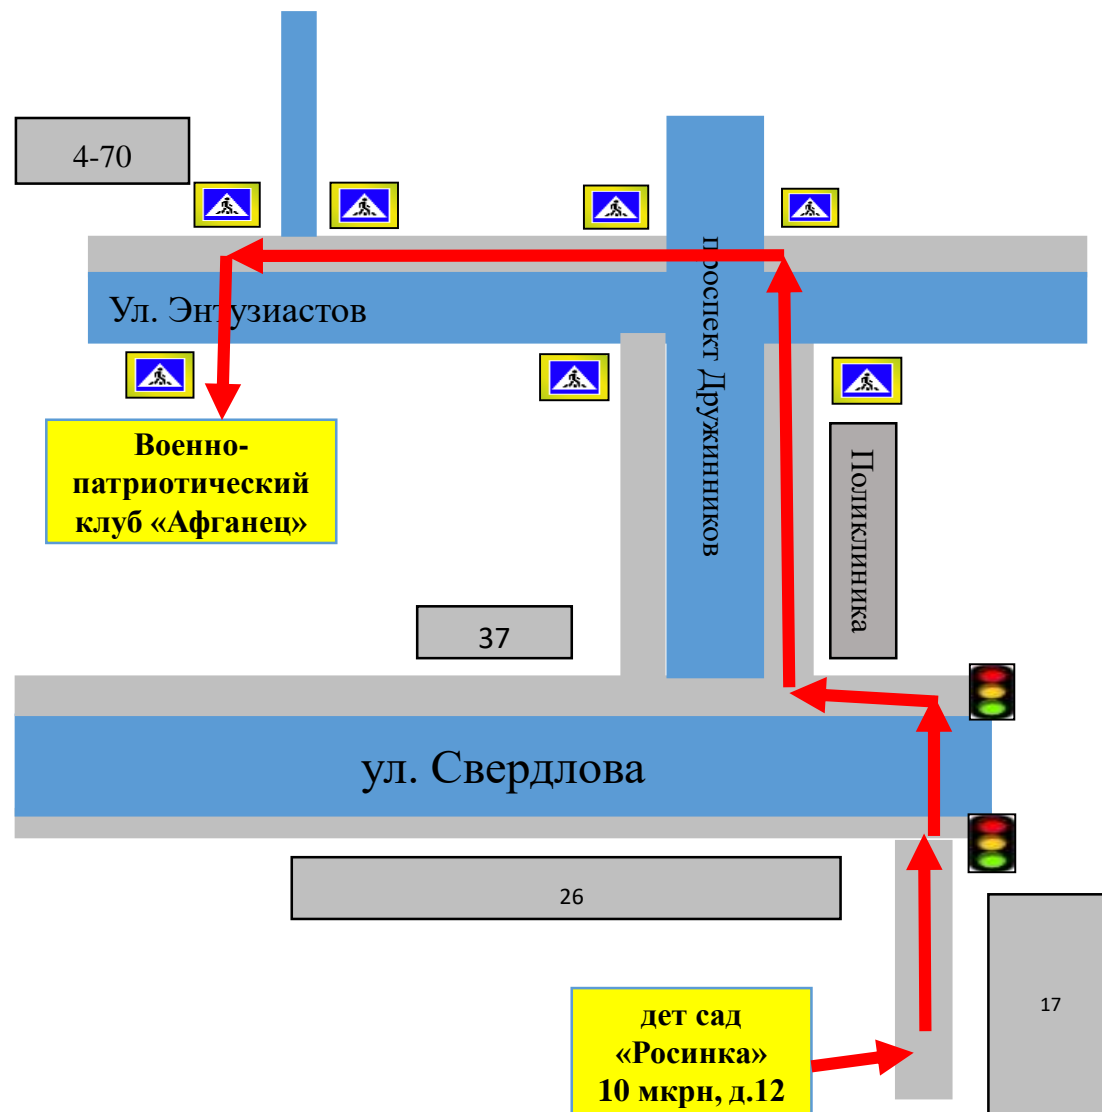 4-70
Ул. Энтузиастов
проспект Дружинников
Военно-
патриотический
клуб «Афганец»
Поликлиника
37
ул. Свердлова
26
17
дет сад
«Росинка»
10 мкрн, д.12